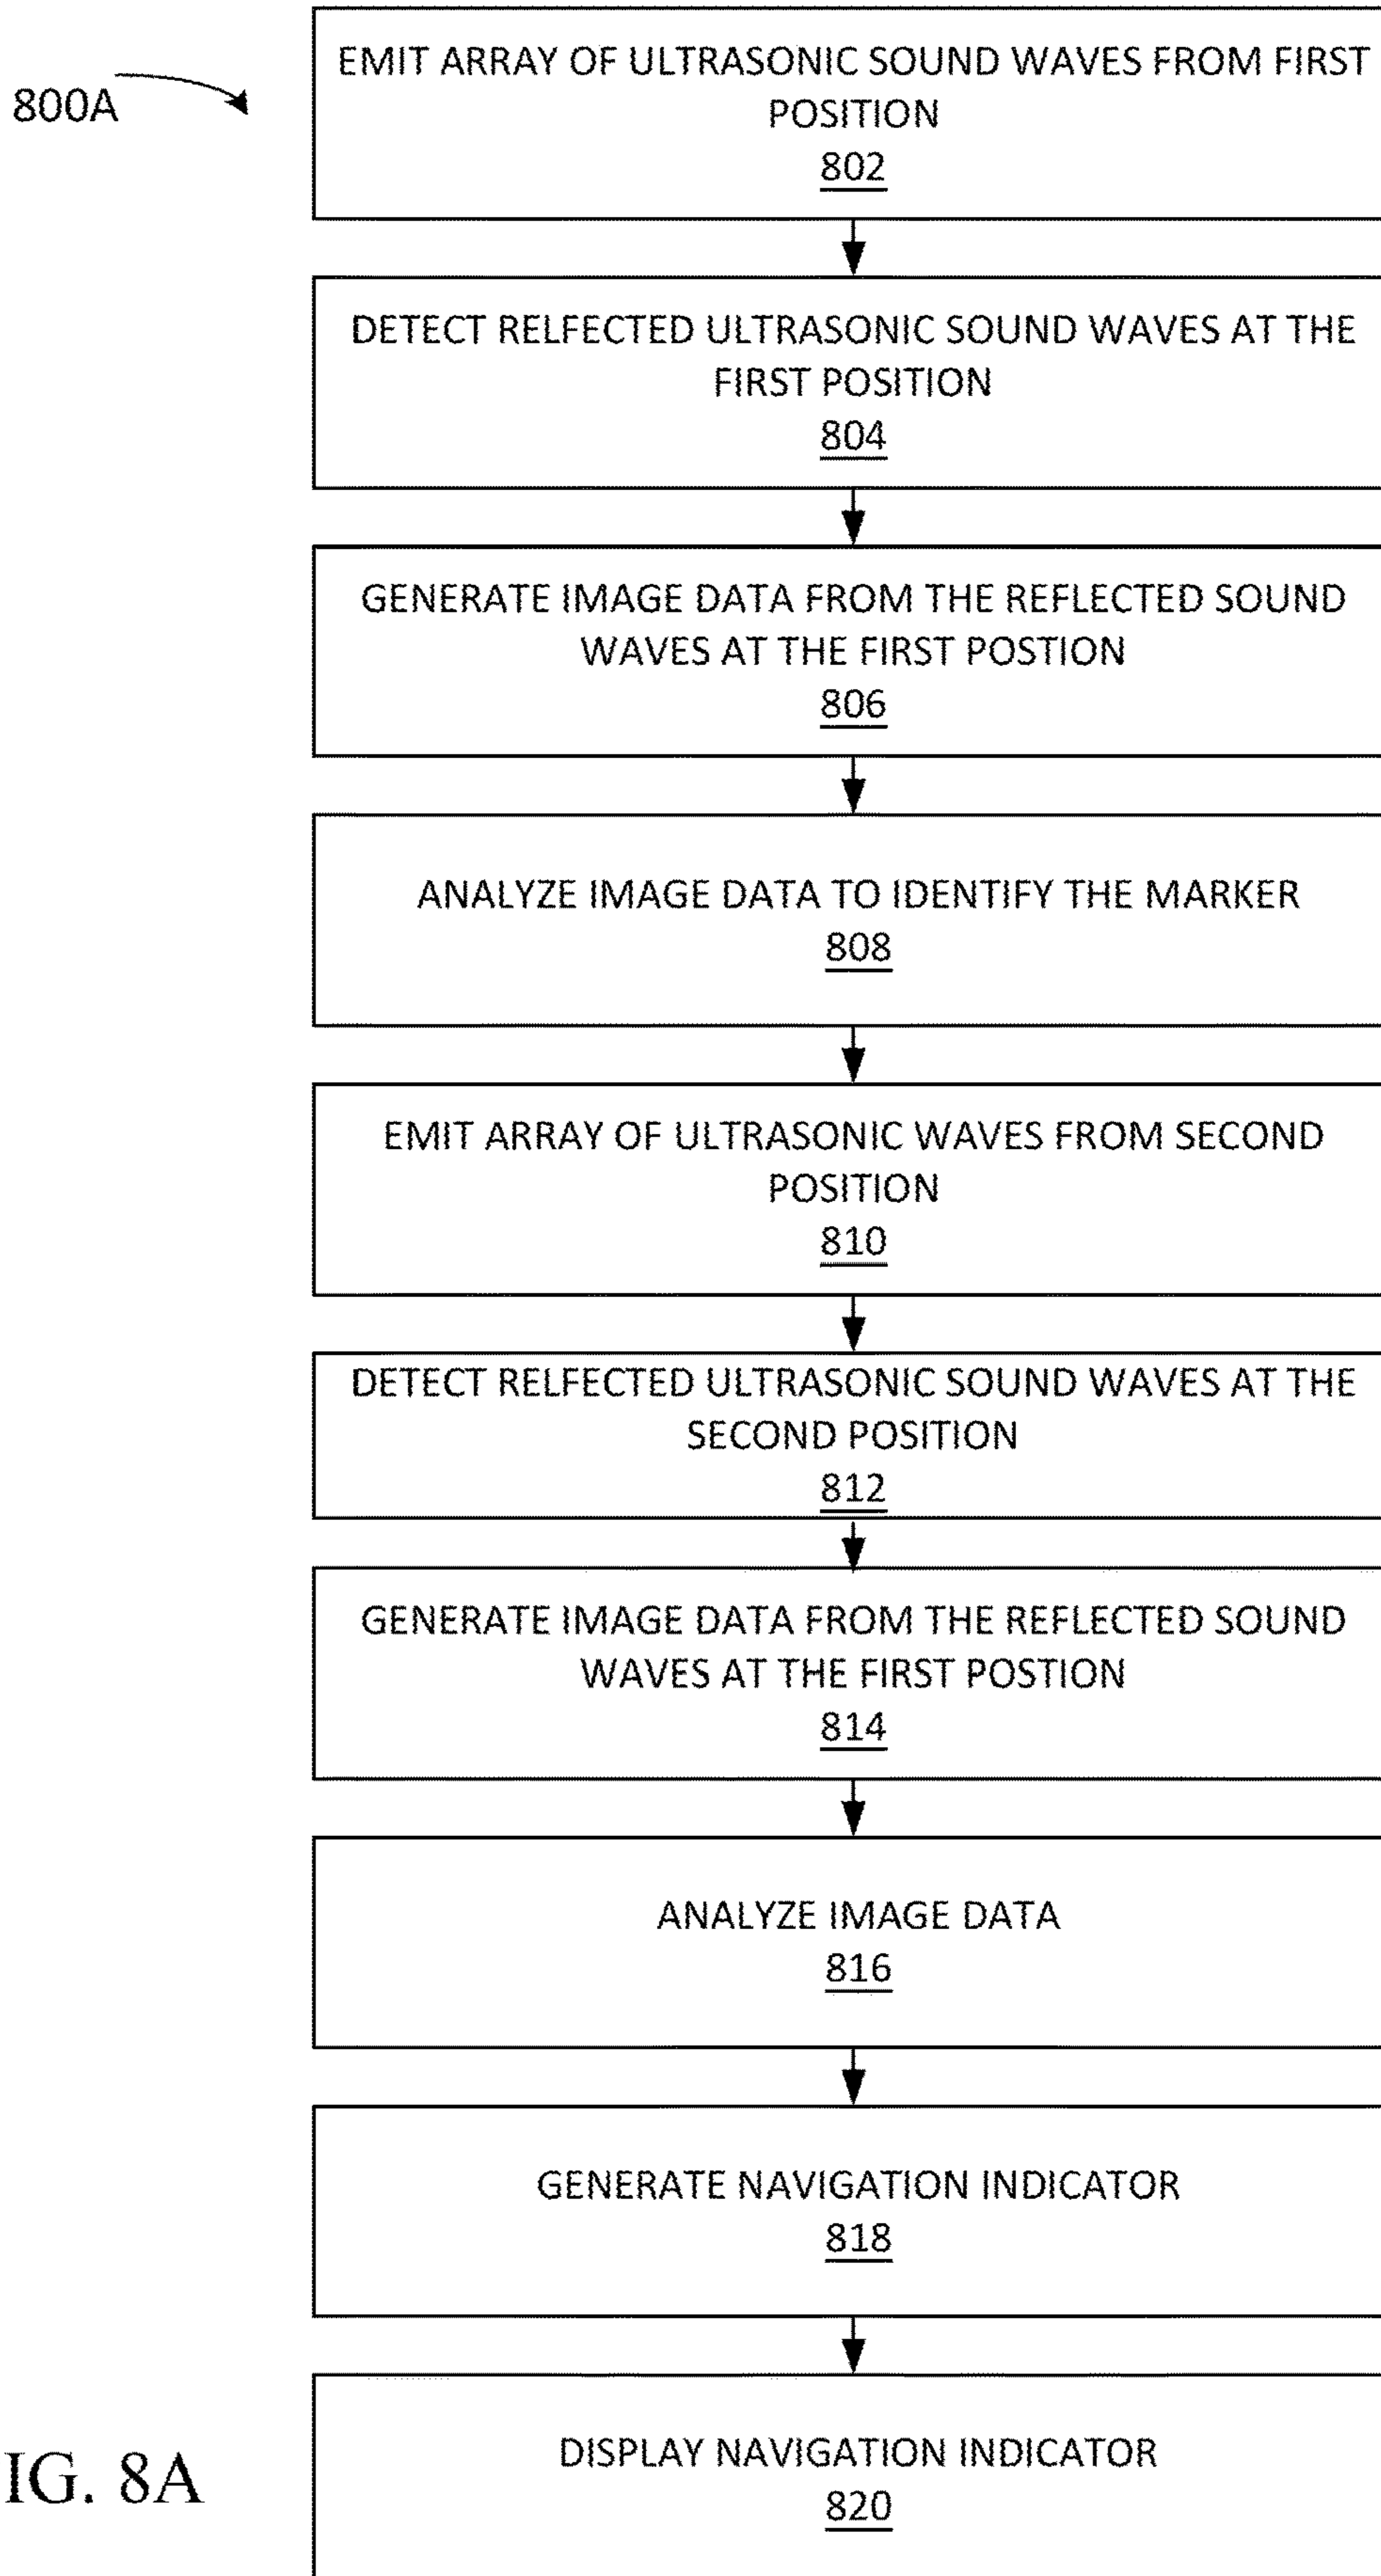 800A
EMIT ARRAY OF ULTRASONIC SOUND WAVES FROM FIRST
POSITION
802
DETECT RELFECTED ULTRASONIC SOUND WAVES AT THE
FIRST POSITION
804
GENERATE IMAGE DATA FROM THE REFLECTED SOUND
WAVES AT THE FIRST POSTION
806
ANALYZE IMAGE DATA TO IDENTIFY THE MARKER
808
EMIT ARRAY OF ULTRASONIC WAVES FROM SECOND
POSITION
810
DETECT RELFECTED ULTRASONIC SOUND WAVES AT THE
SECOND POSITION
812
GENERATE IMAGE DATA FROM THE REFLECTED SOUND
WAVES AT THE FIRST POSTION
814
ANALYZE IMAGE DATA
816
GENERATE NAVIGATION INDICATOR
818
DISPLAY NAVIGATION INDICATOR
820
IG. 8A